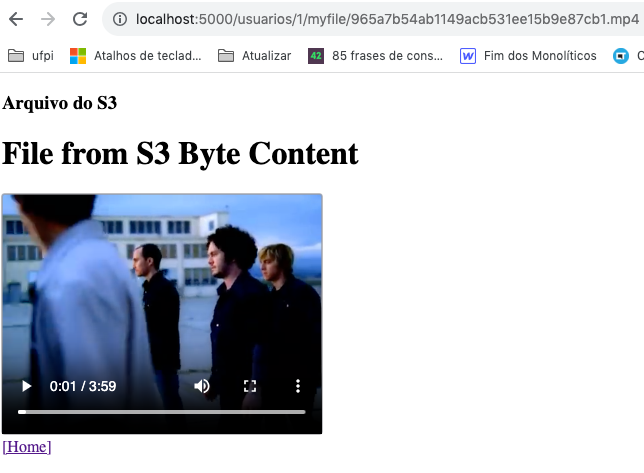 localhost:5000/usuarios/1/myfile/965a7b54ab1149acb531ee15b9e87cb1.mp4
ufpi Atalhos de teclad... Atualizar 42 85 frases de cons... W Fim dos Monolíticos C
Arquivo do S3
File from S3 Byte Content
0:01 / 3:59
[Home]